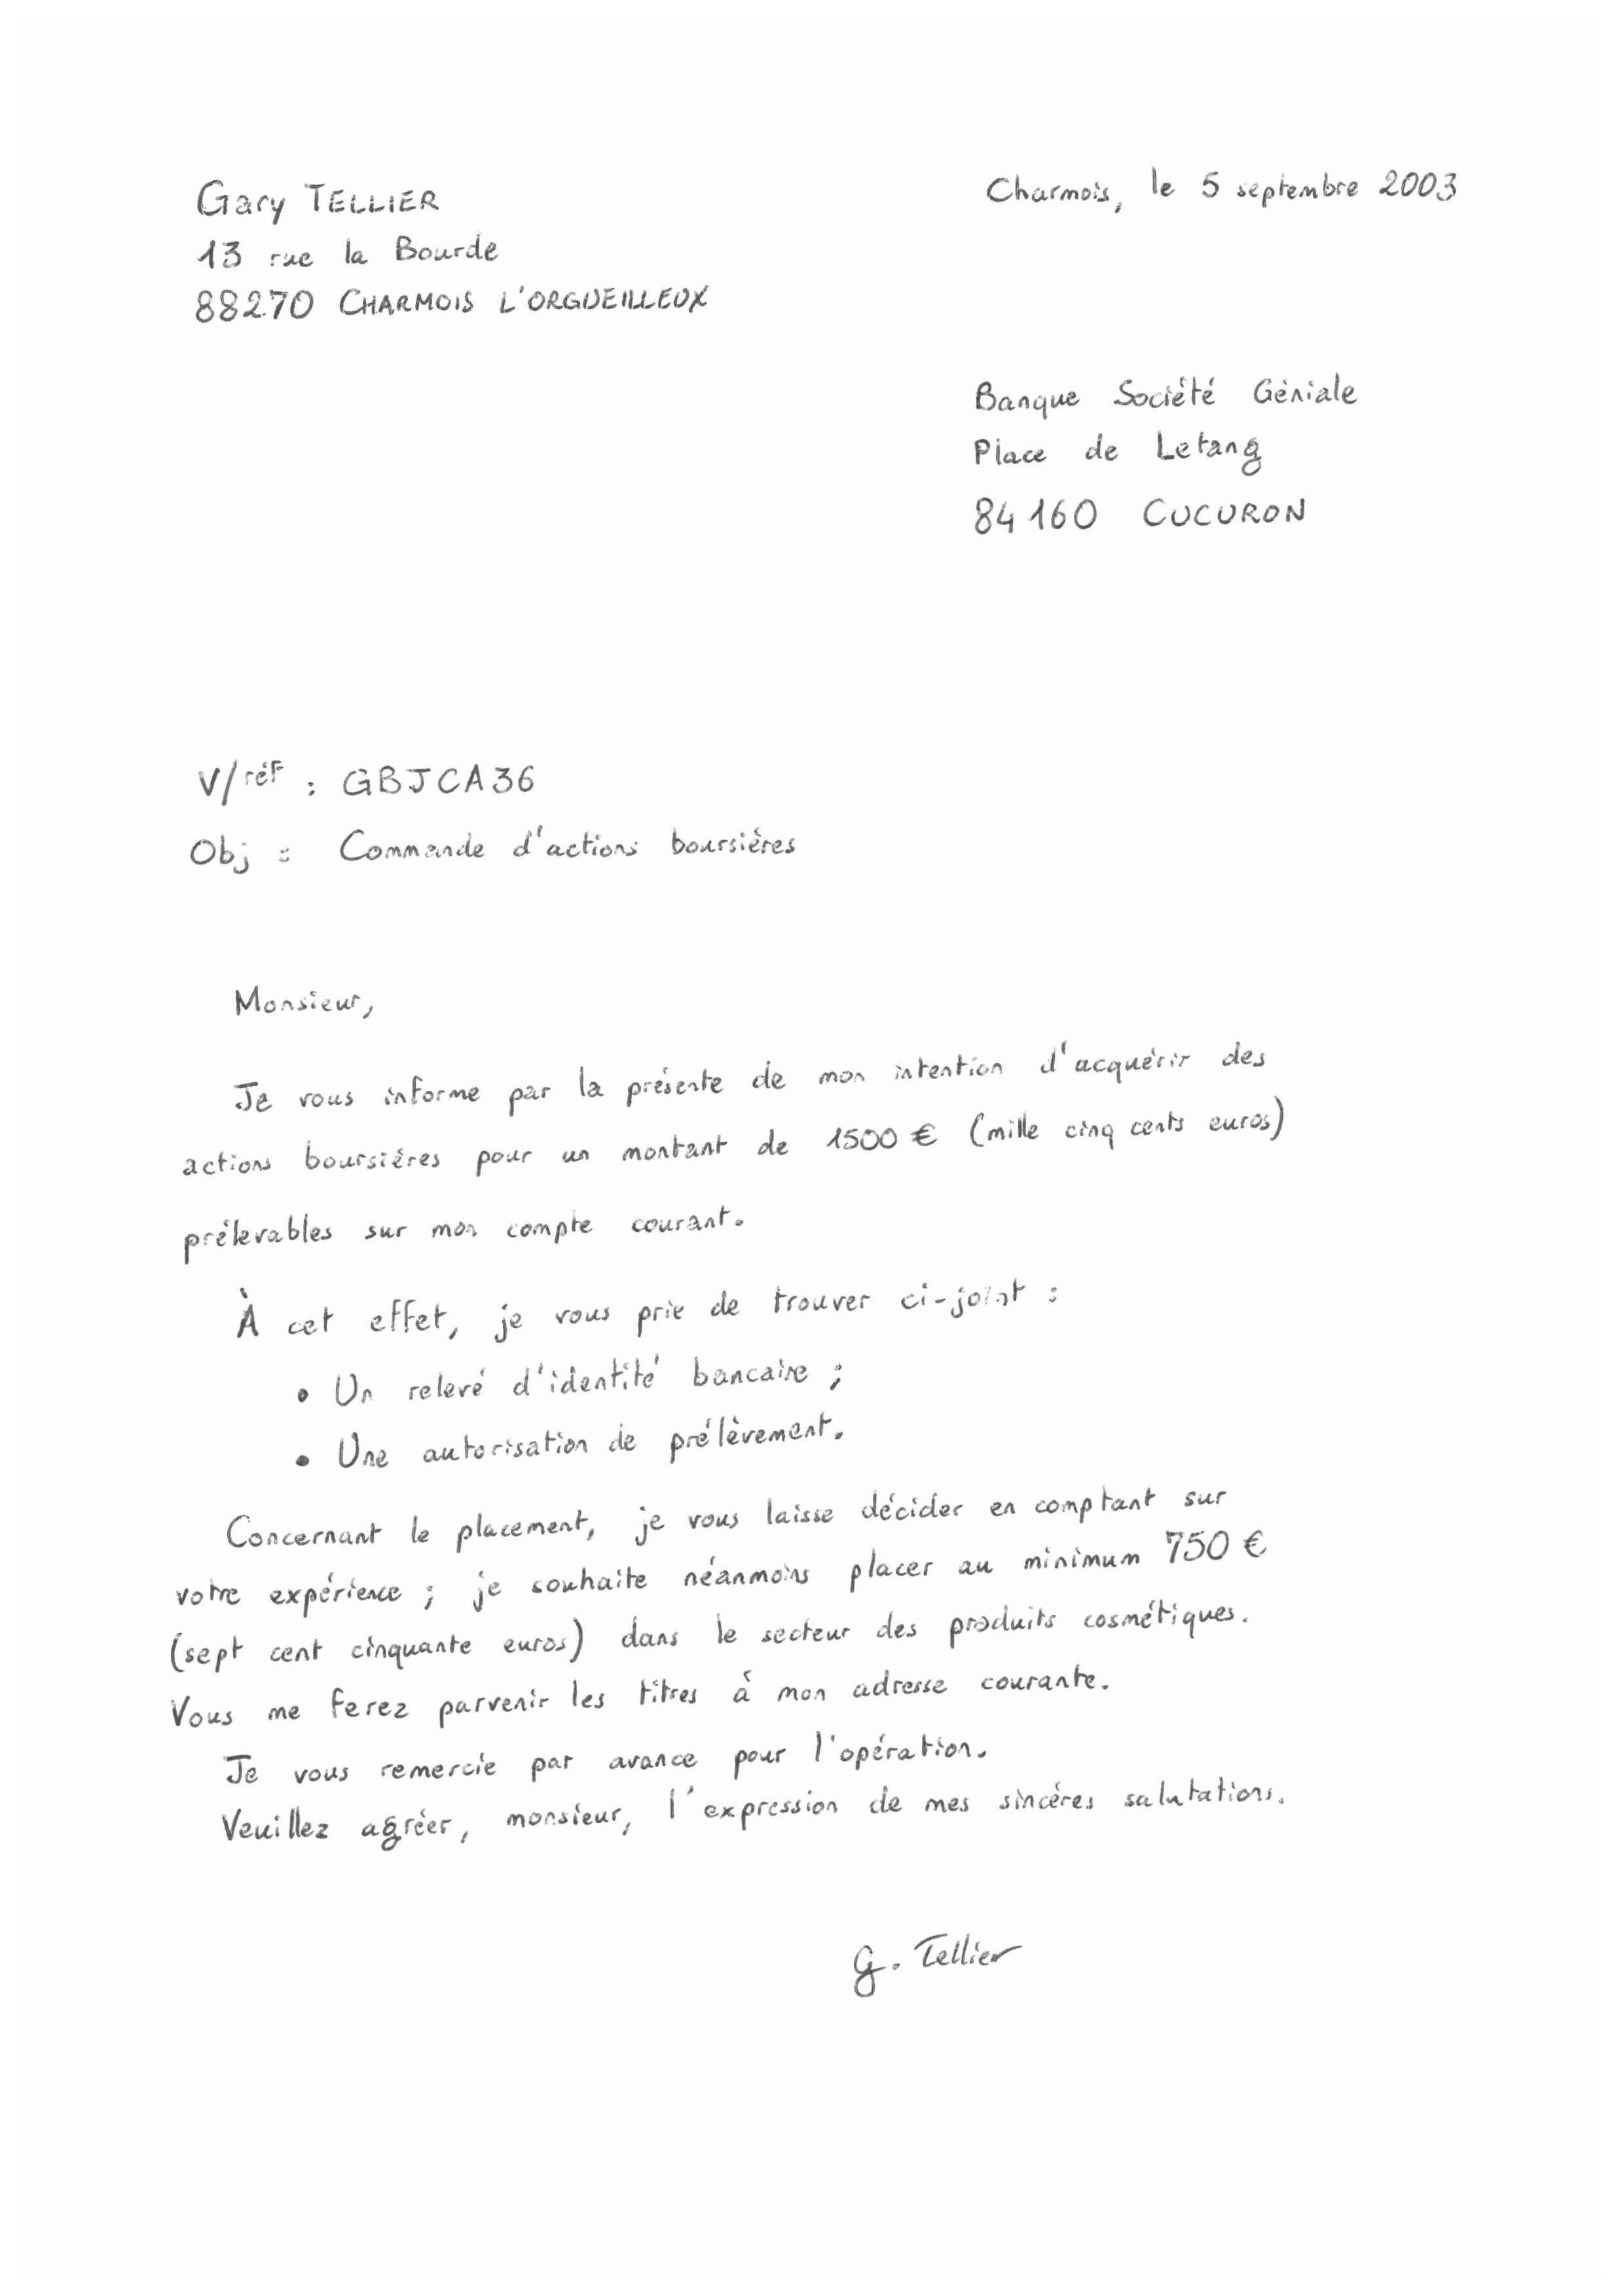 Gary TELLIER
13 rue la Bourde
88270 CHARMOIS L'ORGUEILLEUX
Charmois, le 5 septembre 2003
Banque Société Géniale
Place de Letang
84160 CUCURON
V/réf : GBJCA36
Obj : Commande d'actions boursières
Monsieur,
Je vous informe par la présente de mon intention d'acquérir des
actions boursières pour un montant de 1500 € (mille cinq cents euros)
prélevables sur mon compte courant.
À cet effet, je vous prie de trouver ci-joint :
• Un relevé d'identité bancaire ;
• Une autorisation de prélèvement.
Concernant le placement, je vous laisse décider en comptant sur
votre expérience ; je souhaite néanmoins placer au minimum 750 €
(sept cent cinquante euros) dans le secteur des produits cosmétiques.
Vous me ferez parvenir les titres à mon adresse courante.
Je vous remercie par avance pour l'opération.
Veuillez agréer, monsieur, l'expression de mes sincères salutations.
G. Tellier